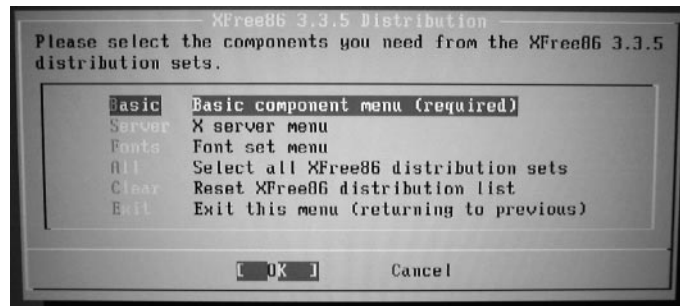 XFree86 3.3.5 Distribution
Please select the components you need from the XFree86 3.3.5
distribution sets.
Basic Basic component menu (required)
Server X server menu
Fonts Font set menu
All Select all XFree86 distribution sets
Clear Reset XFree86 distribution list
Exit Exit this menu (returning to previous)
[ OK ] Cancel